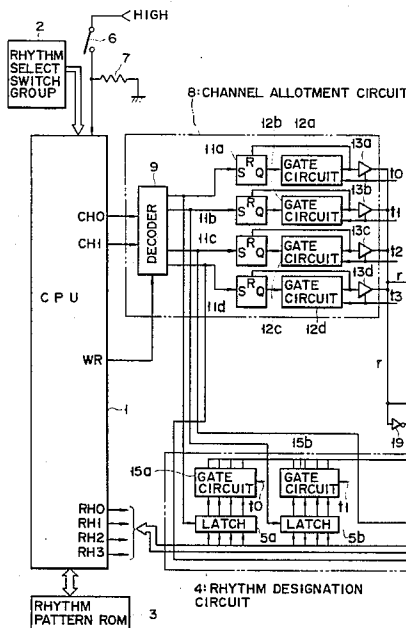 HIGH
2
6
RHYTHM
SELECT
SWITCH
GROUP
7
8: CHANNEL ALLOTMENT CIRCUIT
12b 12a
9
11a
S R Q
GATE
CIRCUIT
13a
t0
CH0
CH1
DECODER
11b
S R Q
GATE
CIRCUIT
13b
t1
11c
S R Q
GATE
CIRCUIT
13c
t2
r
CPU
11d
S R Q
GATE
CIRCUIT
13d
t3
12c
12d
WR
r
1
19
15b
15a
GATE
CIRCUIT
t0
GATE
CIRCUIT
t1
RH0
RH1
RH2
RH3
LATCH
5a
LATCH
5b
4: RHYTHM DESIGNATION
CIRCUIT
RHYTHM
PATTERN ROM
3